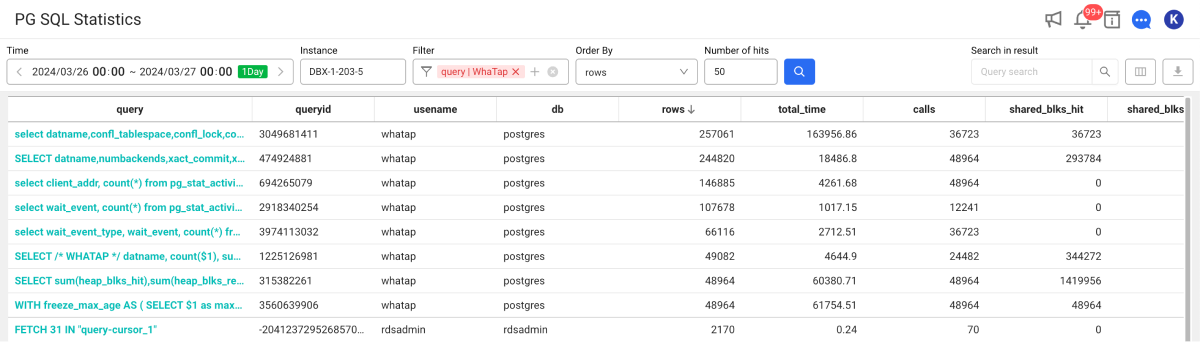 PG SQL Statistics
99+
K
Time Instance Filter Order By Number of hits Search in result
2024/03/26 00:00 ~ 2024/03/27 00:00 1Day DBX-1-203-5 query | WhaTap rows 50 Query search
query queryid usename db rows total_time calls shared_blks_hit shared_blks
select datname,confl_tablespace,confl_lock,co... 3049681411 whatap postgres 257061 163956.86 36723 36723
SELECT datname,numbackends,xact_commit,x... 474924881 whatap postgres 244820 18486.8 48964 293784
select client_addr, count(*) from pg_stat_activi... 694265079 whatap postgres 146885 4261.68 48964 0
select wait_event, count(*) from pg_stat_activi... 2918340254 whatap postgres 107678 1017.15 12241 0
select wait_event_type, wait_event, count(*) fr... 3974113032 whatap postgres 66116 2712.51 36723 0
SELECT /* WHATAP */ datname, count($1), su... 1225126981 whatap postgres 49082 4644.9 24482 344272
SELECT sum(heap_blks_hit),sum(heap_blks_re... 315382261 whatap postgres 48964 60380.71 48964 1419956
WITH freeze_max_age AS ( SELECT $1 as max... 3560639906 whatap postgres 48964 61754.51 48964 48964
FETCH 31 IN "query-cursor_1" -2041237295268570... rdsadmin rdsadmin 2170 0.24 70 0